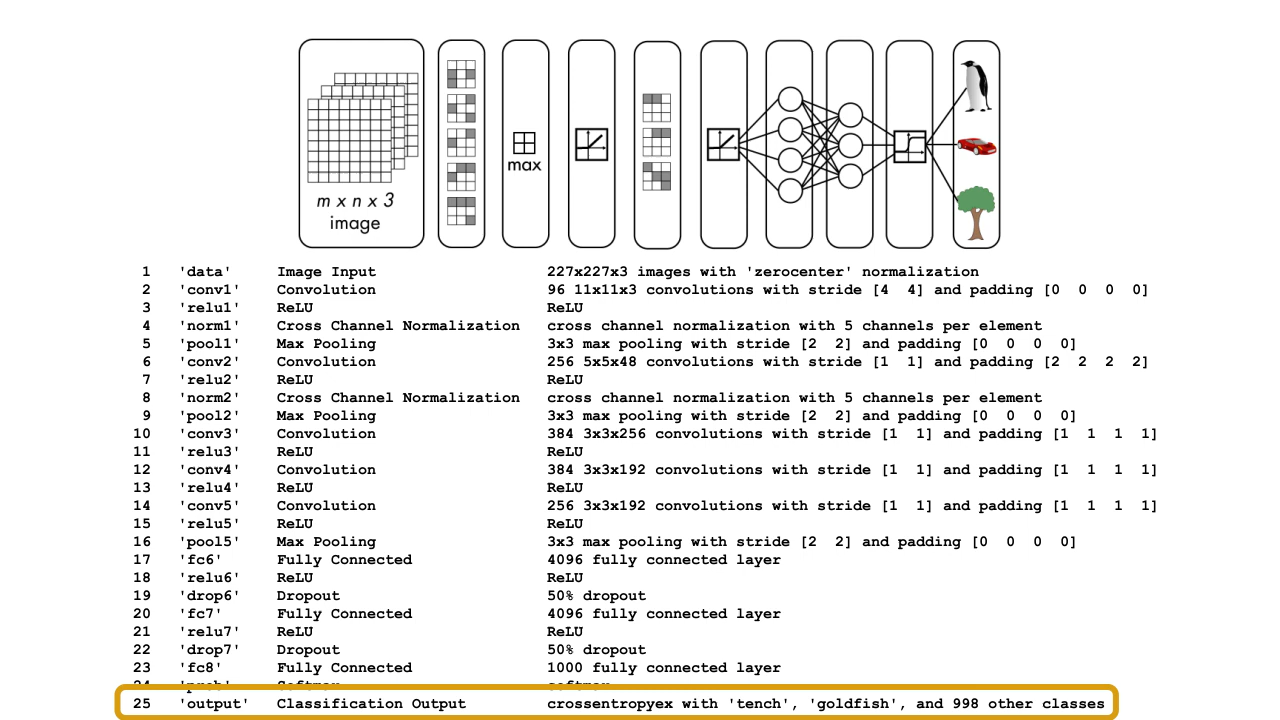 max
m x n x 3
image
1 'data' Image Input 227x227x3 images with 'zerocenter' normalization
2 'conv1' Convolution 96 11x11x3 convolutions with stride [4 4] and padding [0 0 0 0]
3 'relu1' ReLU ReLU
4 'norm1' Cross Channel Normalization cross channel normalization with 5 channels per element
5 'pool1' Max Pooling 3x3 max pooling with stride [2 2] and padding [0 0 0 0]
6 'conv2' Convolution 256 5x5x48 convolutions with stride [1 1] and padding [2 2 2 2]
7 'relu2' ReLU ReLU
8 'norm2' Cross Channel Normalization cross channel normalization with 5 channels per element
9 'pool2' Max Pooling 3x3 max pooling with stride [2 2] and padding [0 0 0 0]
10 'conv3' Convolution 384 3x3x256 convolutions with stride [1 1] and padding [1 1 1 1]
11 'relu3' ReLU ReLU
12 'conv4' Convolution 384 3x3x192 convolutions with stride [1 1] and padding [1 1 1 1]
13 'relu4' ReLU ReLU
14 'conv5' Convolution 256 3x3x192 convolutions with stride [1 1] and padding [1 1 1 1]
15 'relu5' ReLU ReLU
16 'pool5' Max Pooling 3x3 max pooling with stride [2 2] and padding [0 0 0 0]
17 'fc6' Fully Connected 4096 fully connected layer
18 'relu6' ReLU ReLU
19 'drop6' Dropout 50% dropout
20 'fc7' Fully Connected 4096 fully connected layer
21 'relu7' ReLU ReLU
22 'drop7' Dropout 50% dropout
23 'fc8' Fully Connected 1000 fully connected layer
24 'prob' Softmax softmax
25 'output' Classification Output crossentropyex with 'tench', 'goldfish', and 998 other classes